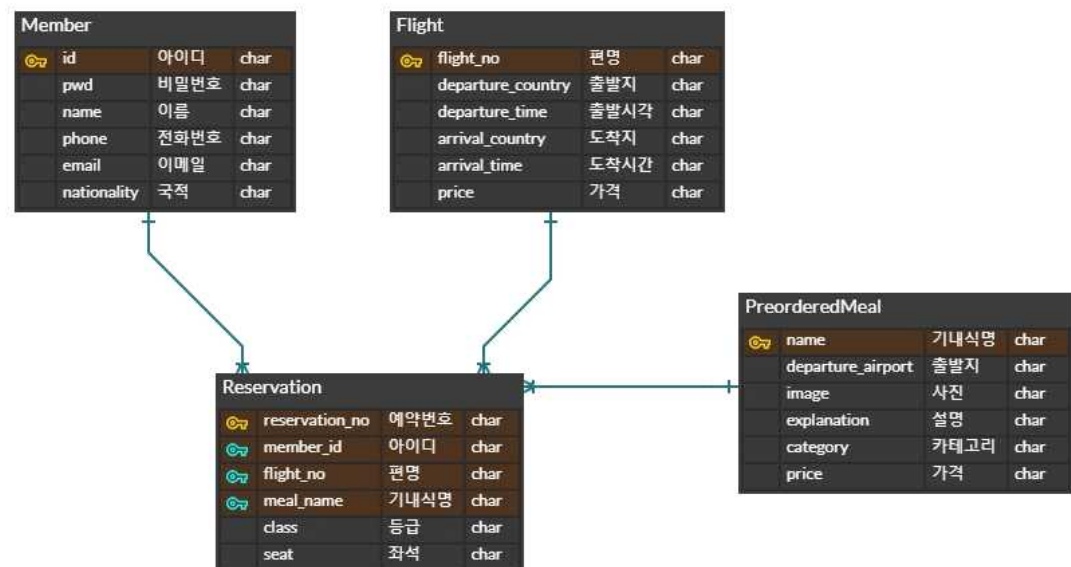 Member
id 아이디 char
pwd 비밀번호 char
name 이름 char
phone 전화번호 char
email 이메일 char
nationality 국적 char
Flight
flight_no 편명 char
departure_country 출발지 char
departure_time 출발시각 char
arrival_country 도착지 char
arrival_time 도착시간 char
price 가격 char
PreorderedMeal
name 기내식명 char
departure_airport 출발지 char
image 사진 char
explanation 설명 char
category 카테고리 char
price 가격 char
Reservation
reservation_no 예약번호 char
member_id 아이디 char
flight_no 편명 char
meal_name 기내식명 char
class 등급 char
seat 좌석 char